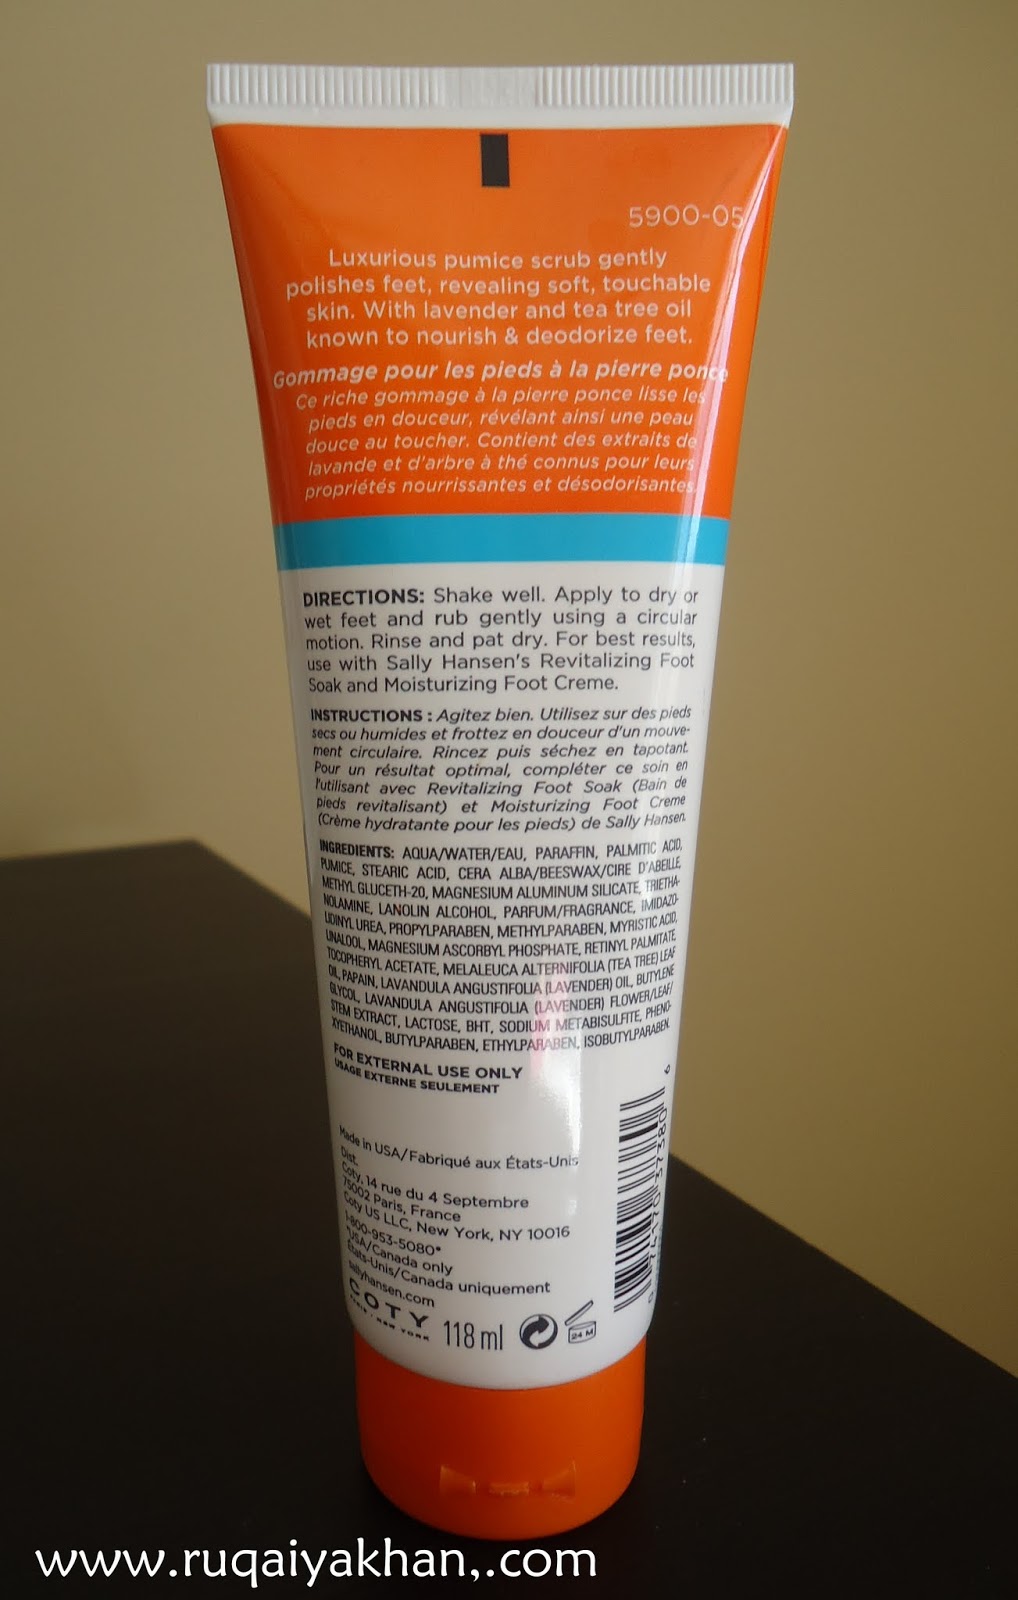 5900-05
Luxurious pumice scrub gently
polishes feet, revealing soft, touchable
skin. With lavender and tea tree oil
known to nourish & deodorize feet.
Gommage pour les pieds à la pierre ponce
Ce riche gommage à la pierre ponce lisse les
pieds en douceur, révélant ainsi une peau
douce au toucher. Contient des extraits de
lavande et d'arbre à thé connus pour leurs
propriétés nourrissantes et désodorisantes.
DIRECTIONS: Shake well. Apply to dry or
wet feet and rub gently using a circular
motion. Rinse and pat dry. For best results,
use with Sally Hansen's Revitalizing Foot
Soak and Moisturizing Foot Creme.
INSTRUCTIONS : Agitez bien. Utilisez sur des pieds
secs ou humides et frottez en douceur d'un mouve-
ment circulaire. Rincez puis séchez en tapotant.
Pour un résultat optimal, compléter ce soin en
l'utilisant avec Revitalizing Foot Soak (Bain de
pieds revitalisant) et Moisturizing Foot Creme
(Crème hydratante pour les pieds) de Sally Hansen.
INGREDIENTS: AQUA/WATER/EAU, PARAFFIN, PALMITIC ACID,
PUMICE, STEARIC ACID, CERA ALBA/BEESWAX/CIRE D'ABEILLE,
METHYL GLUCETH-20, MAGNESIUM ALUMINUM SILICATE, TRIETHA-
NOLAMINE, LANOLIN ALCOHOL, PARFUM/FRAGRANCE, IMIDAZO-
LIDINYL UREA, PROPYLPARABEN, METHYLPARABEN, MYRISTIC ACID,
LINALOOL, MAGNESIUM ASCORBYL PHOSPHATE, RETINYL PALMITATE,
TOCOPHERYL ACETATE, MELALEUCA ALTERNIFOLIA (TEA TREE) LEAF
OIL, PAPAIN, LAVANDULA ANGUSTIFOLIA (LAVENDER) OIL, BUTYLENE
GLYCOL, LAVANDULA ANGUSTIFOLIA (LAVENDER) FLOWER/LEAF/
STEM EXTRACT, LACTOSE, BHT, SODIUM METABISULFITE, PHENO-
XYETHANOL, BUTYLPARABEN, ETHYLPARABEN, ISOBUTYLPARABEN.
FOR EXTERNAL USE ONLY
USAGE EXTERNE SEULEMENT
Made in USA/Fabriqué aux États-Unis
Dist.
Coty, 14 rue du 4 Septembre
75002 Paris, France
Coty US LLC, New York, NY 10016
1-800-953-5080*
*USA/Canada only
États-Unis/Canada uniquement
sallyhansen.com
COTY
PARIS / NEW YORK
118 ml
24 M
0 74170 37380 6
www.ruqaiyakhan,.com